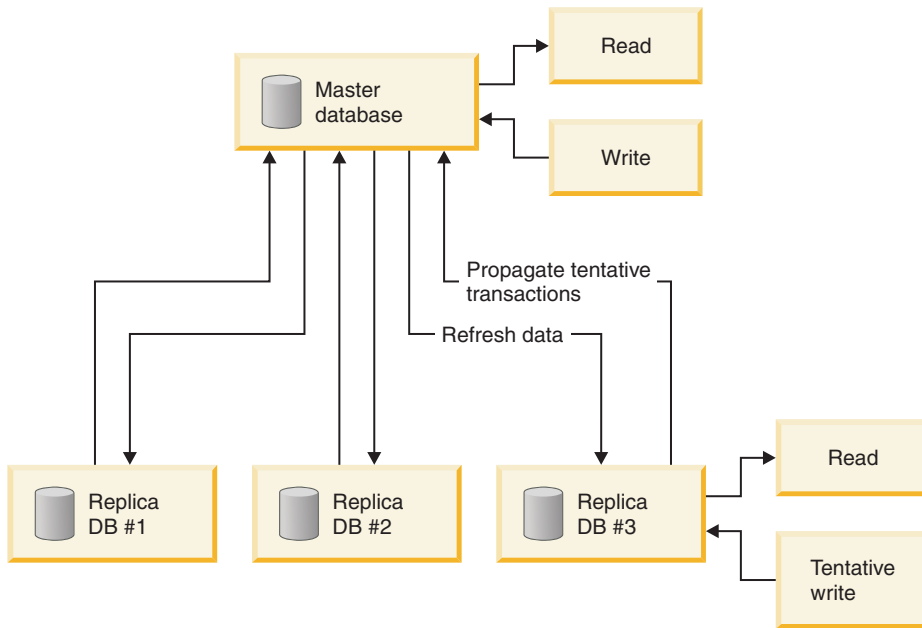 Read
Master
database
Write
Propagate tentative
transactions
Refresh data
Replica
DB #1
Replica
DB #2
Replica
DB #3
Read
Tentative
write